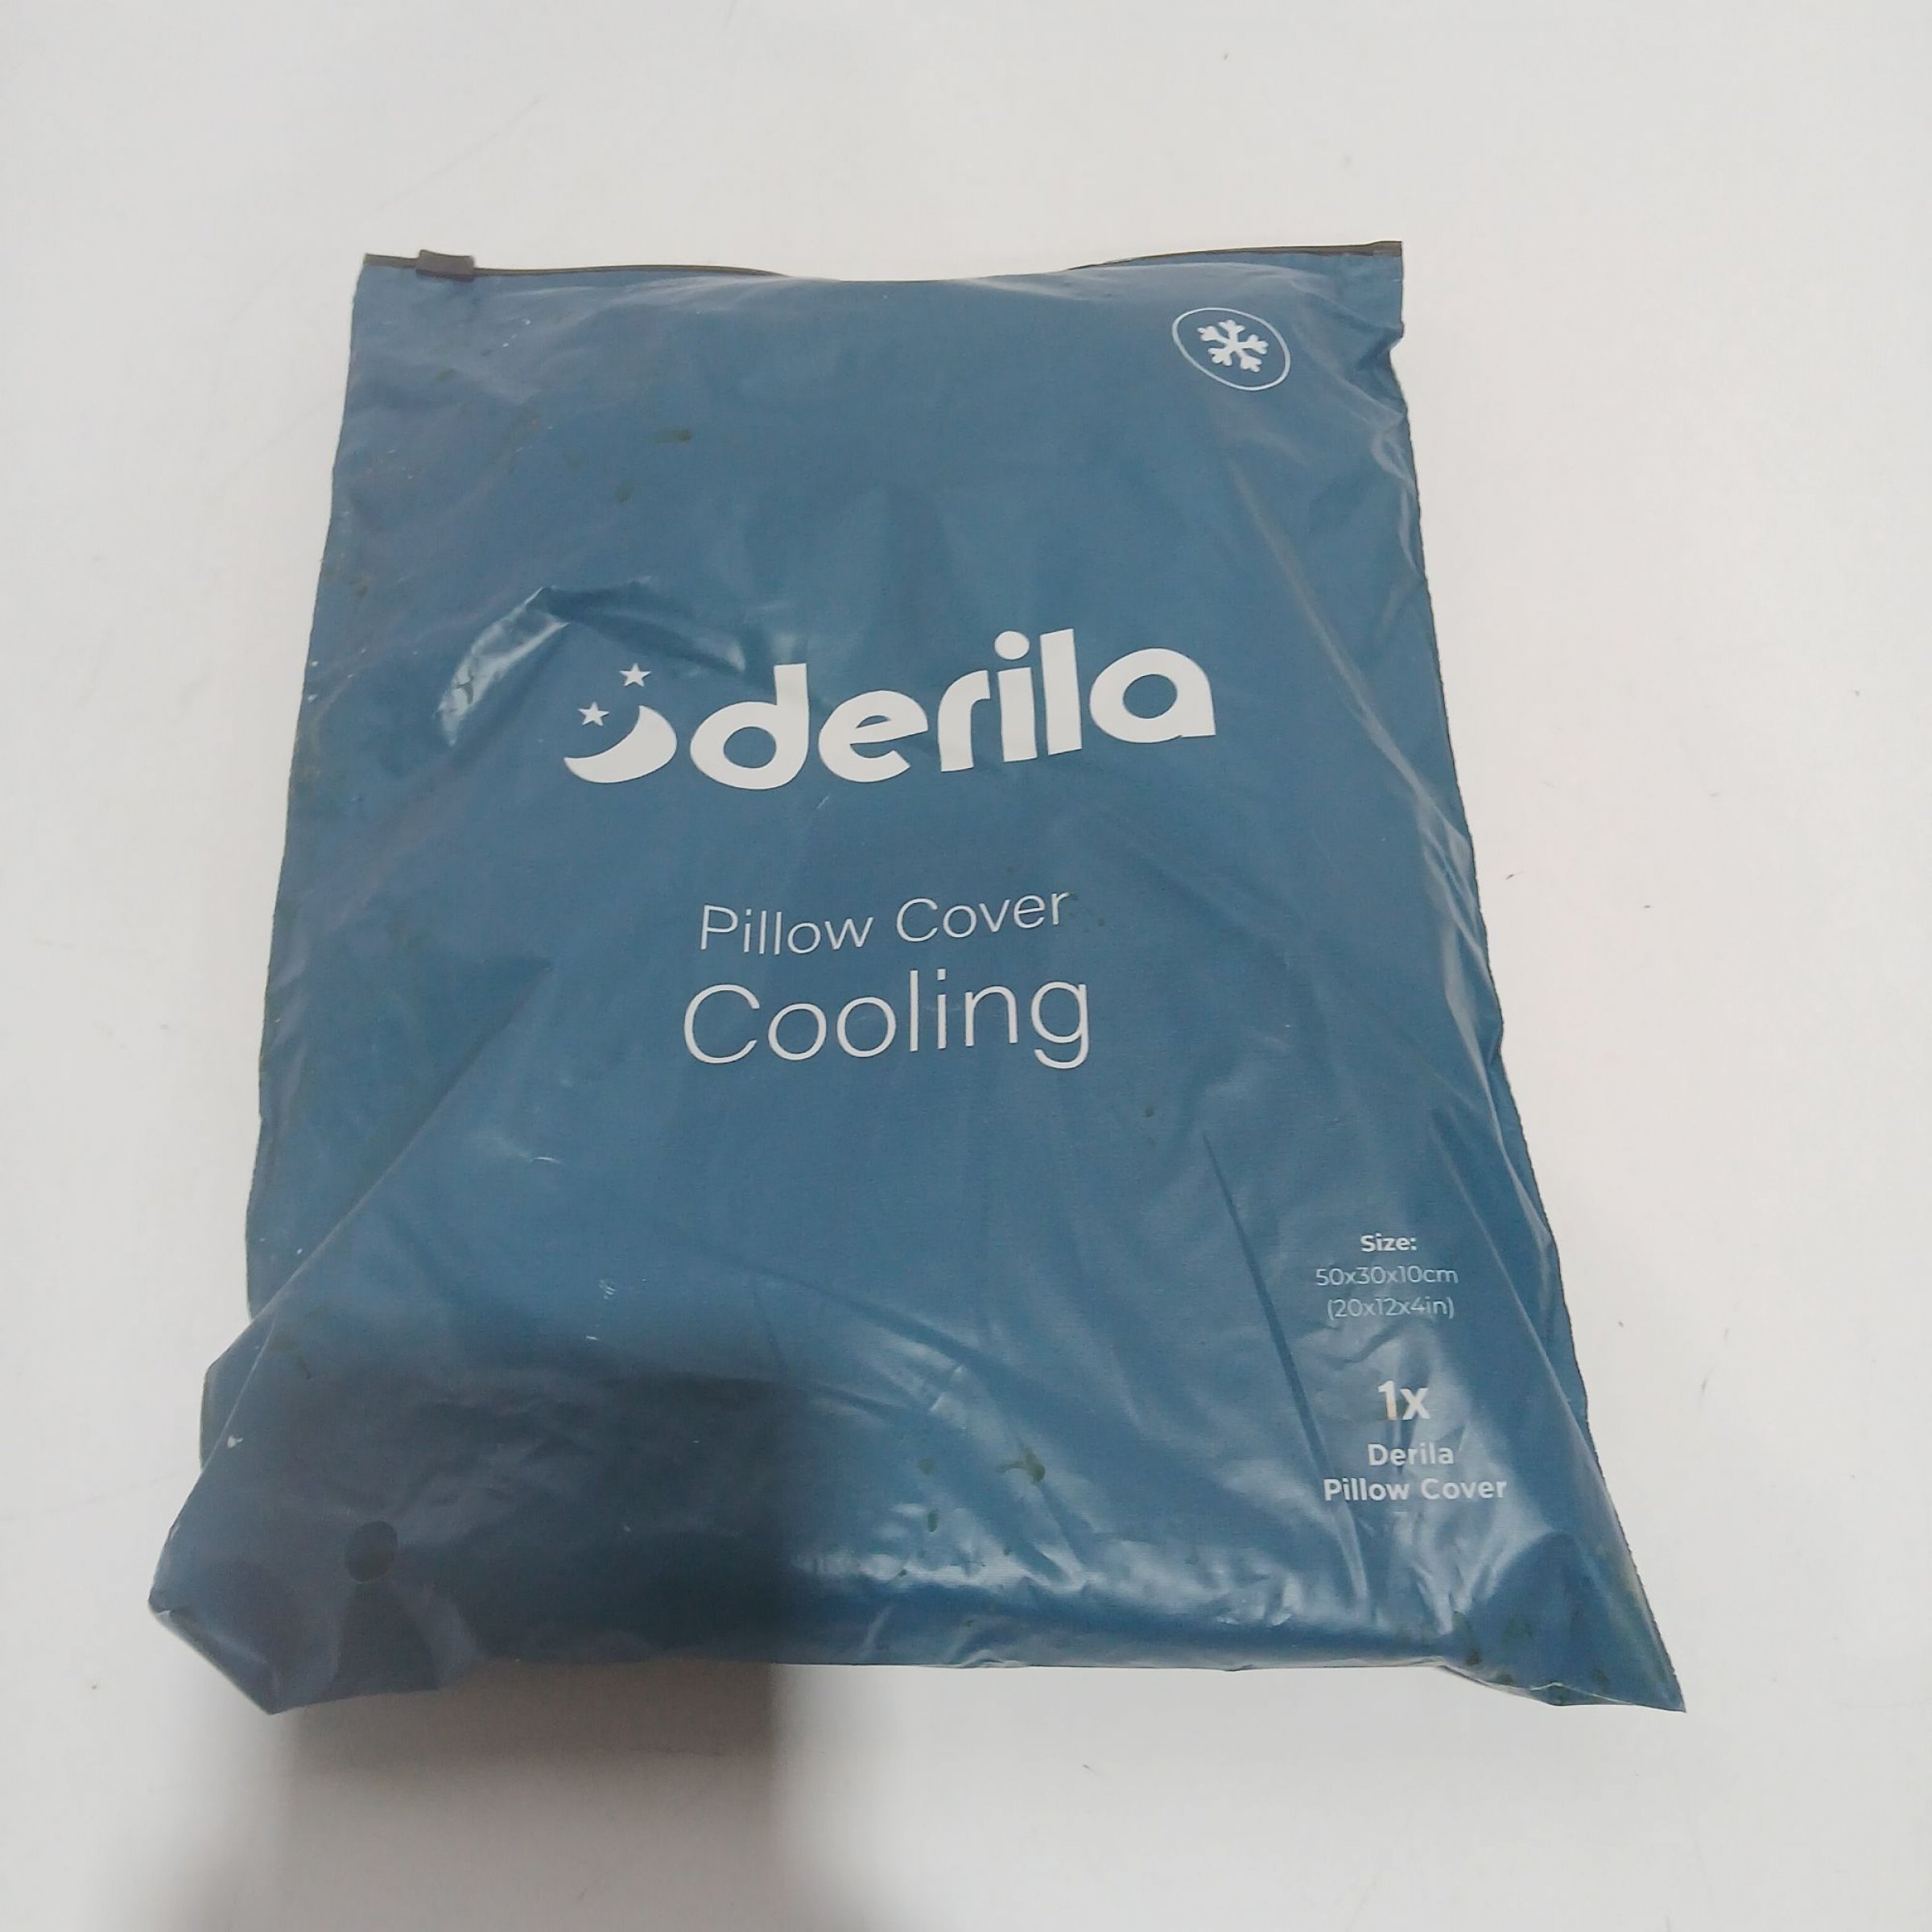 derila
Pillow Cover
Cooling
Size:
50x30x10cm
(20x12x4in)
1x
Derila
Pillow Cover